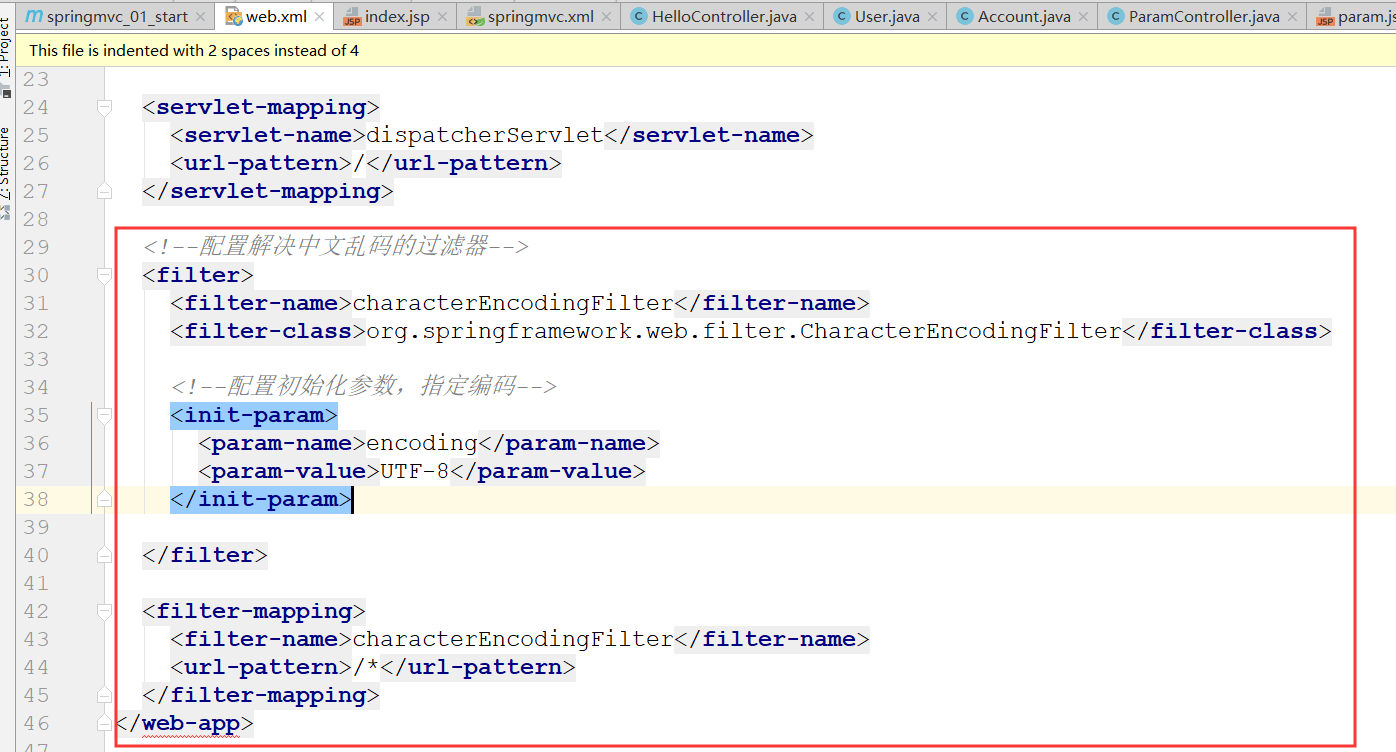 springmvc_01_start web.xml index.jsp springmvc.xml HelloController.java User.java Account.java ParamController.java param.js
This file is indented with 2 spaces instead of 4
1: Project
Z: Structure
23
24 <servlet-mapping>
25 <servlet-name>dispatcherServlet</servlet-name>
26 <url-pattern>/</url-pattern>
27 </servlet-mapping>
28
29 <!--配置解决中文乱码的过滤器-->
30 <filter>
31 <filter-name>characterEncodingFilter</filter-name>
32 <filter-class>org.springframework.web.filter.CharacterEncodingFilter</filter-class>
33
34 <!--配置初始化参数，指定编码-->
35 <init-param>
36 <param-name>encoding</param-name>
37 <param-value>UTF-8</param-value>
38 </init-param>
39
40 </filter>
41
42 <filter-mapping>
43 <filter-name>characterEncodingFilter</filter-name>
44 <url-pattern>/*</url-pattern>
45 </filter-mapping>
46 </web-app>
47